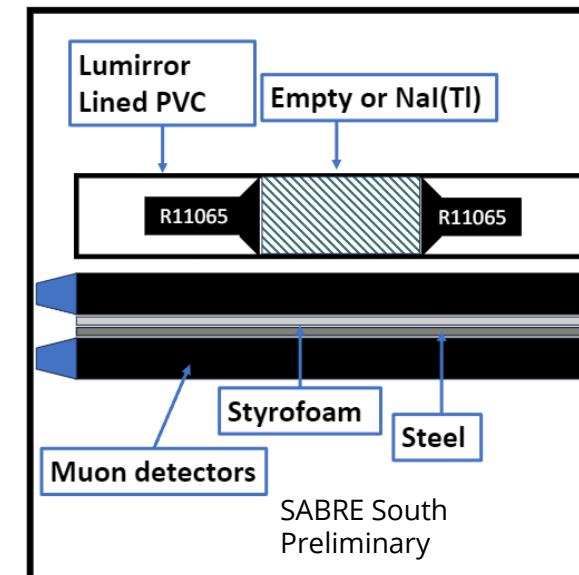 Lumirror
Lined PVC
Empty or NaI(Tl)
R11065
R11065
Styrofoam
Steel
Muon detectors
SABRE South
Preliminary